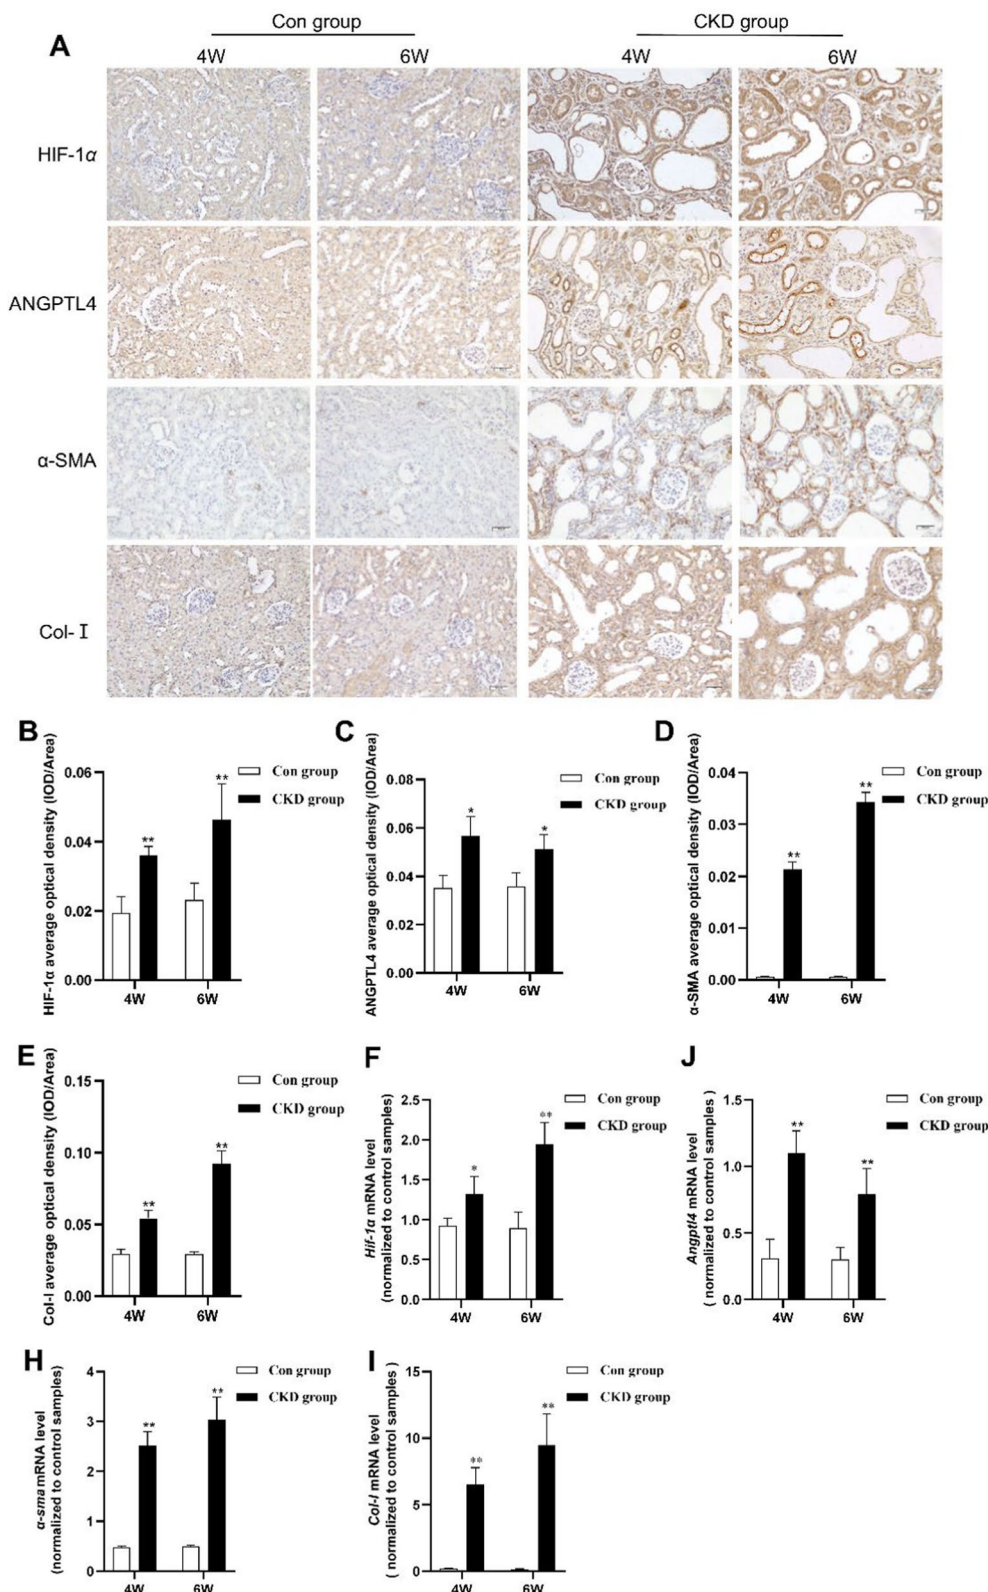 Con group
CKD group
A
4W
6W
4W
6W
HIF-1α
ANGPTL4
α-SMA
Col-Ⅰ
B
HIF-1α average optical density (IOD/Area)
0.06
0.04
0.02
0.00
4W
6W
Con group
CKD group
**
**
C
ANGPTL4 average optical density (IOD/Area)
0.08
0.06
0.04
0.02
0.00
4W
6W
Con group
CKD group
*
*
D
α-SMA average optical density (IOD/Area)
0.04
0.03
0.02
0.01
0.00
4W
6W
Con group
CKD group
**
**
E
Col-I average optical density (IOD/Area)
0.15
0.10
0.05
0.00
4W
6W
Con group
CKD group
**
**
F
Hif-1α mRNA level
(normalized to control samples)
2.5
2.0
1.5
1.0
0.5
0.0
4W
6W
Con group
CKD group
*
**
J
Angptl4 mRNA level
( normalized to control samples )
1.5
1.0
0.5
0.0
4W
6W
Con group
CKD group
**
**
H
α-sma mRNA level
(normalized to control samples)
4
3
2
1
0
4W
6W
Con group
CKD group
**
**
I
Col-I mRNA level
( normalized to control samples )
15
10
5
0
4W
6W
Con group
CKD group
**
**